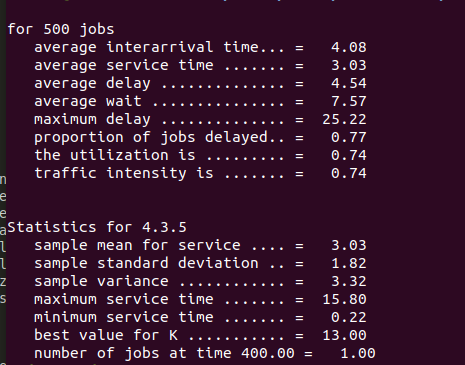 for 500 jobs
average interarrival time... = 4.08
average service time ....... = 3.03
average delay .............. = 4.54
average wait ............... = 7.57
maximum delay .............. = 25.22
proportion of jobs delayed.. = 0.77
the utilization is ......... = 0.74
traffic intensity is ....... = 0.74
Statistics for 4.3.5
sample mean for service .... = 3.03
sample standard deviation .. = 1.82
sample variance ............ = 3.32
maximum service time ....... = 15.80
minimum service time ....... = 0.22
best value for K ........... = 13.00
number of jobs at time 400.00 = 1.00